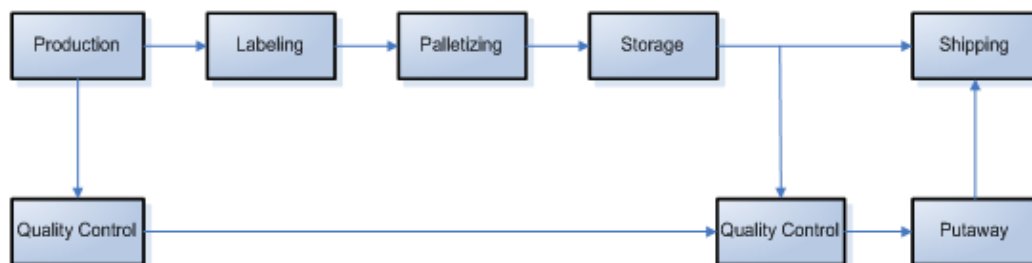 Production
Labeling
Palletizing
Storage
Shipping
Quality Control
Quality Control
Putaway